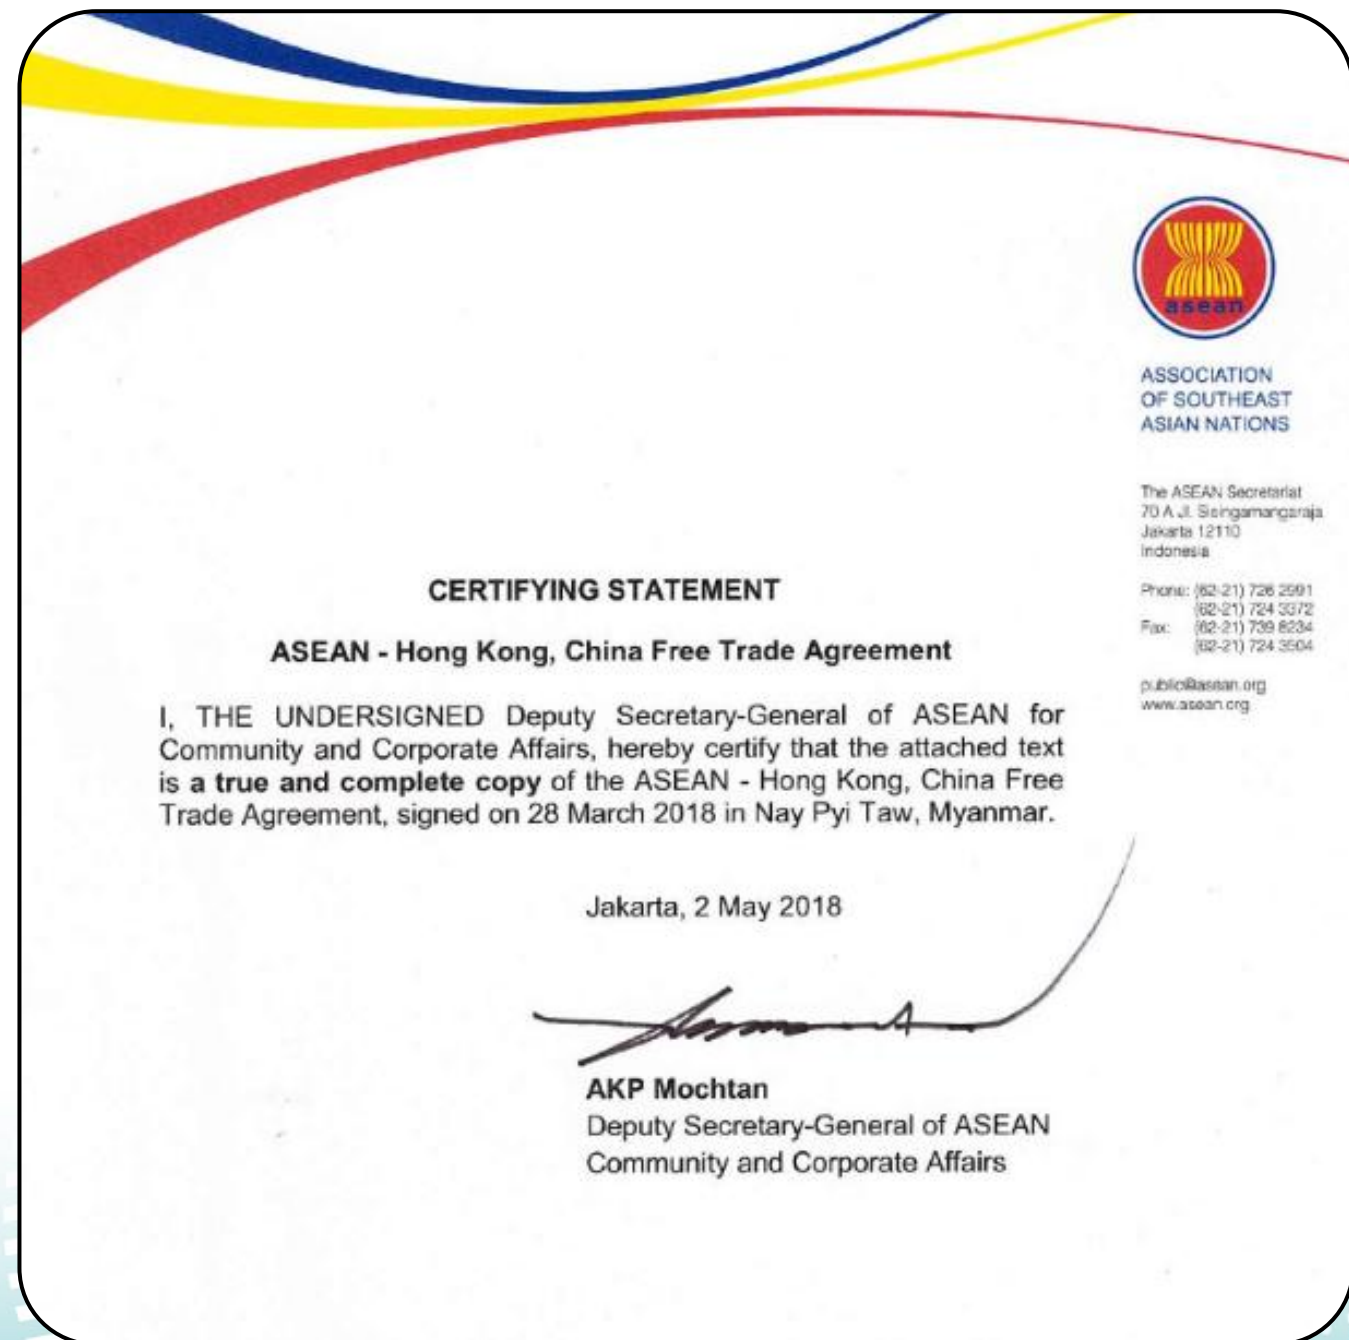 asean
ASSOCIATION
OF SOUTHEAST
ASIAN NATIONS
The ASEAN Secretariat
70 A Jl. Sisingamangaraja
Jakarta 12110
Indonesia
Phone: (62-21) 726 2991
(62-21) 724 3372
Fax: (62-21) 739 8234
(62-21) 724 3504
public@asean.org
www.asean.org
CERTIFYING STATEMENT
ASEAN - Hong Kong, China Free Trade Agreement
I, THE UNDERSIGNED Deputy Secretary-General of ASEAN for
Community and Corporate Affairs, hereby certify that the attached text
is a true and complete copy of the ASEAN - Hong Kong, China Free
Trade Agreement, signed on 28 March 2018 in Nay Pyi Taw, Myanmar.
Jakarta, 2 May 2018
AKP Mochtan
Deputy Secretary-General of ASEAN
Community and Corporate Affairs